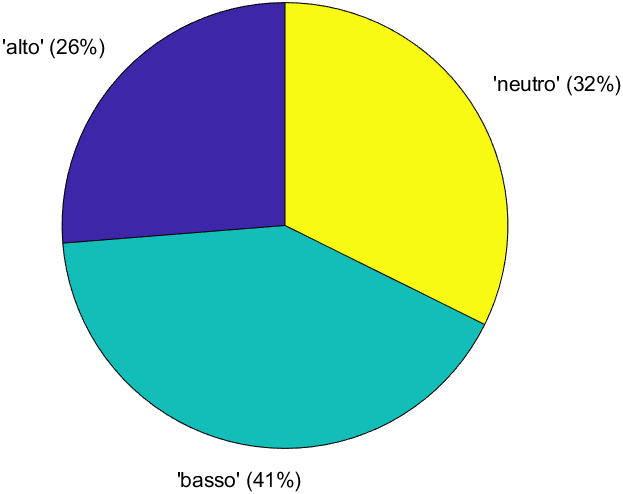 'alto' (26%)
'neutro' (32%)
'basso' (41%)